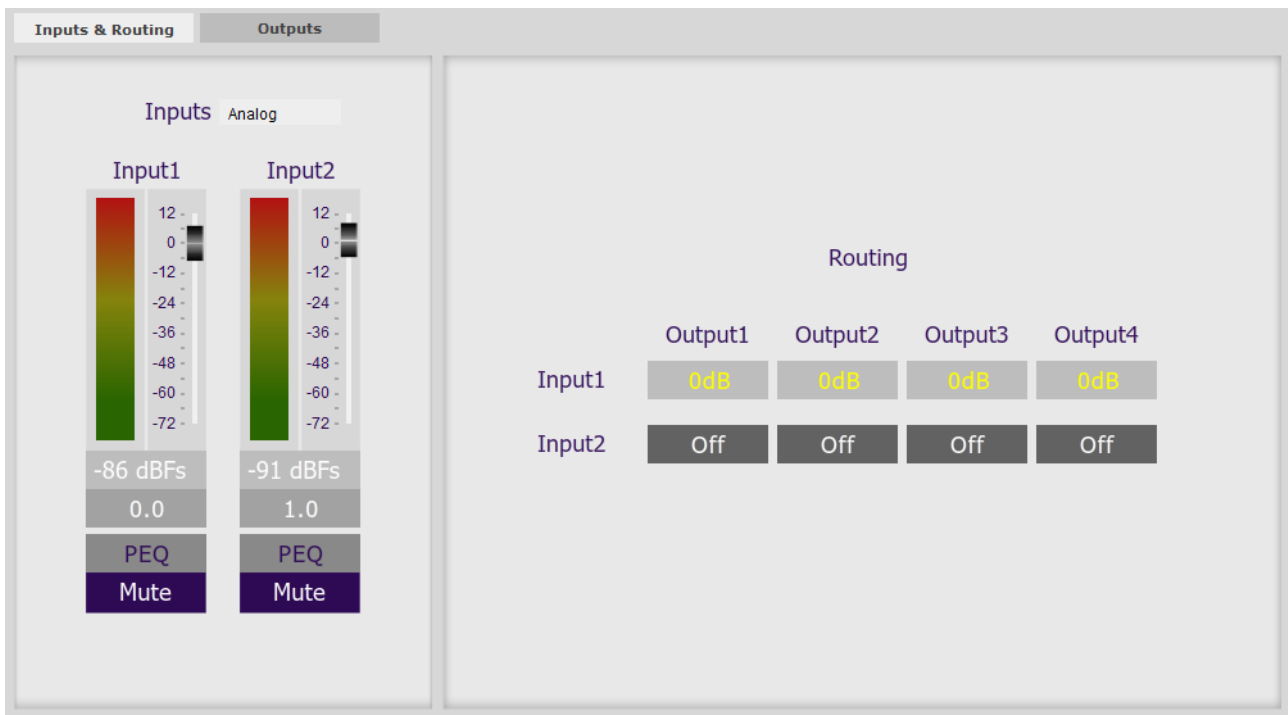 Inputs & Routing
Outputs
Inputs Analog
Input1
12
0
-12
-24
-36
-48
-60
-72
-86 dBFs
0.0
PEQ
Mute
Input2
12
0
-12
-24
-36
-48
-60
-72
-91 dBFs
1.0
PEQ
Mute
Routing
Output1 Output2 Output3 Output4
Input1 0dB 0dB 0dB 0dB
Input2 Off Off Off Off